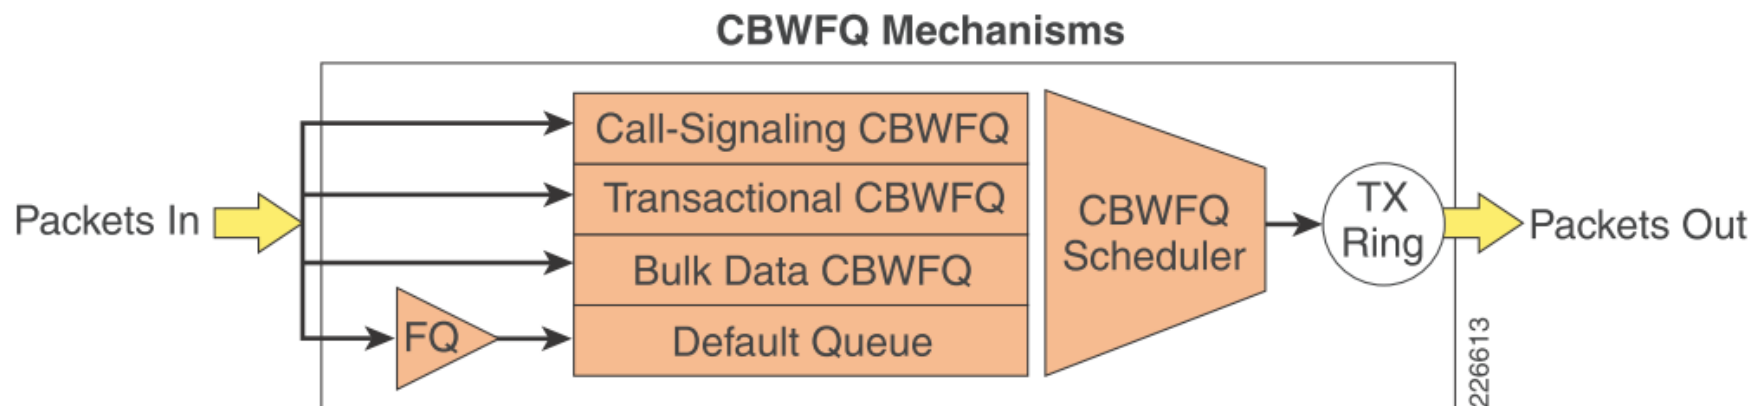 CBWFQ Mechanisms
Packets In
Call-Signaling CBWFQ
Transactional CBWFQ
Bulk Data CBWFQ
FQ
Default Queue
CBWFQ
Scheduler
TX
Ring
Packets Out
226613